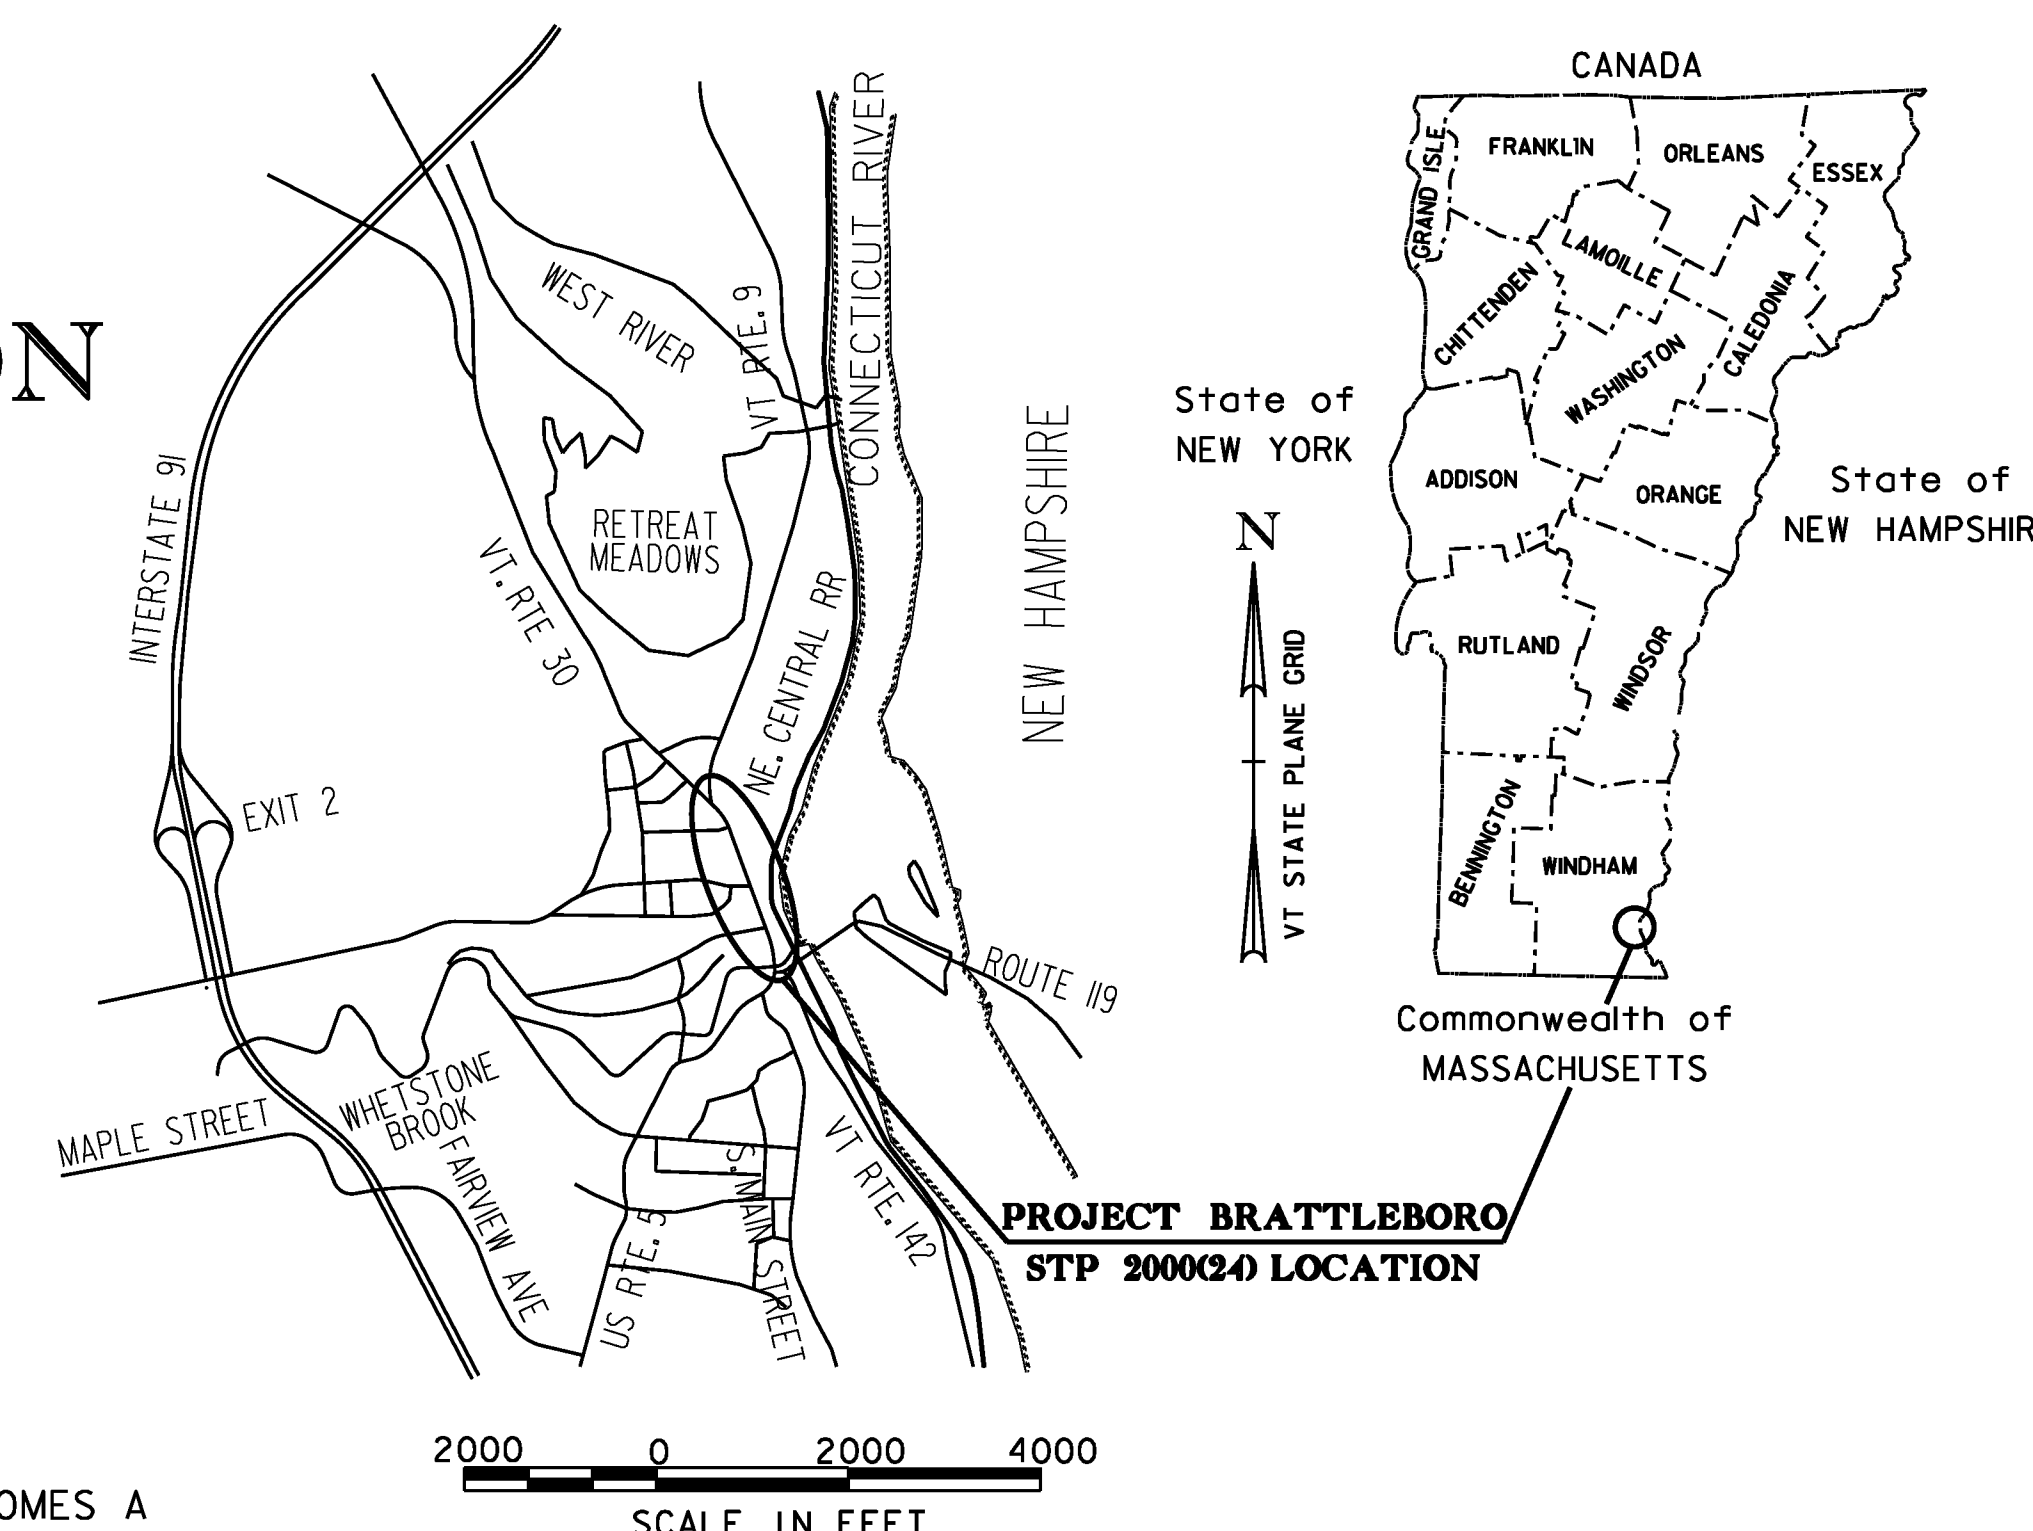 CANADA
FRANKLIN
ORLEANS
ESSEX
GRAND ISLE
LAMOILLE
CHITTENDEN
CALEDONIA
WASHINGTON
State of
NEW YORK
ADDISON
ORANGE
State of
NEW HAMPSHIR
RUTLAND
WINDSOR
BENNINGTON
WINDHAM
Commonwealth of
MASSACHUSETTS
N
VT STATE PLANE GRID
ON
CONNECTICUT RIVER
WEST RIVER
VT RTE. 9
NEW HAMPSHIRE
INTERSTATE 91
RETREAT
MEADOWS
VT. RTE 30
NE. CENTRAL RR
EXIT 2
ROUTE 119
WHETSTONE
BROOK
MAPLE STREET
FAIRVIEW AVE
US RTE. 5
S. MAIN STREET
VT RTE. 142
PROJECT BRATTLEBORO
STP 2000(24) LOCATION
2000 0 2000 4000
SCALE IN FEET
OMES A